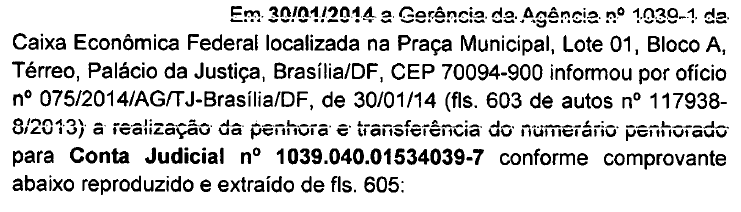 Em 30/01/2014 a Gerência da Agência nº 1039-1 da
Caixa Econômica Federal localizada na Praça Municipal, Lote 01, Bloco A,
Térreo, Palácio da Justiça, Brasília/DF, CEP 70094-900 informou por ofício
nº 075/2014/AG/TJ-Brasília/DF, de 30/01/14 (fls. 603 de autos nº 117938-
8/2013) a realização da penhora e transferência do numerário penhorado
para Conta Judicial nº 1039.040.01534039-7 conforme comprovante
abaixo reproduzido e extraído de fls. 605: